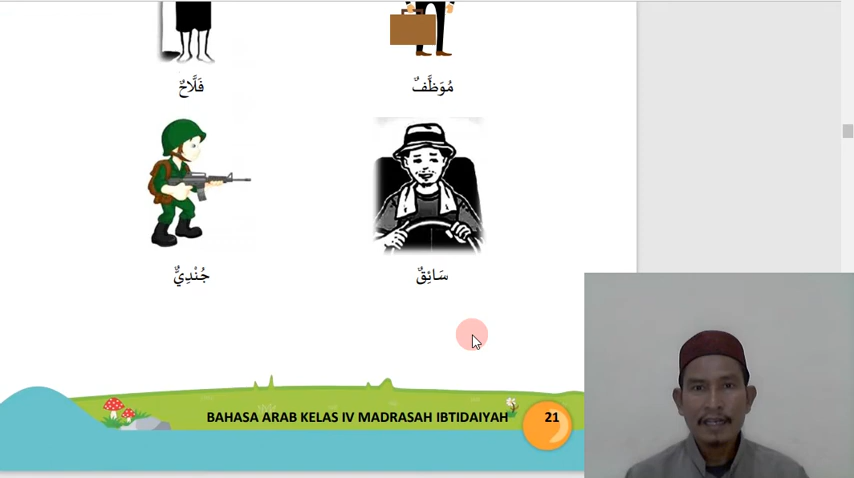 مُوَظَّفٌ
فَلَّاحٌ
سَائِقٌ
جُنْدِيٌّ
BAHASA ARAB KELAS IV MADRASAH IBTIDAIYAH 21